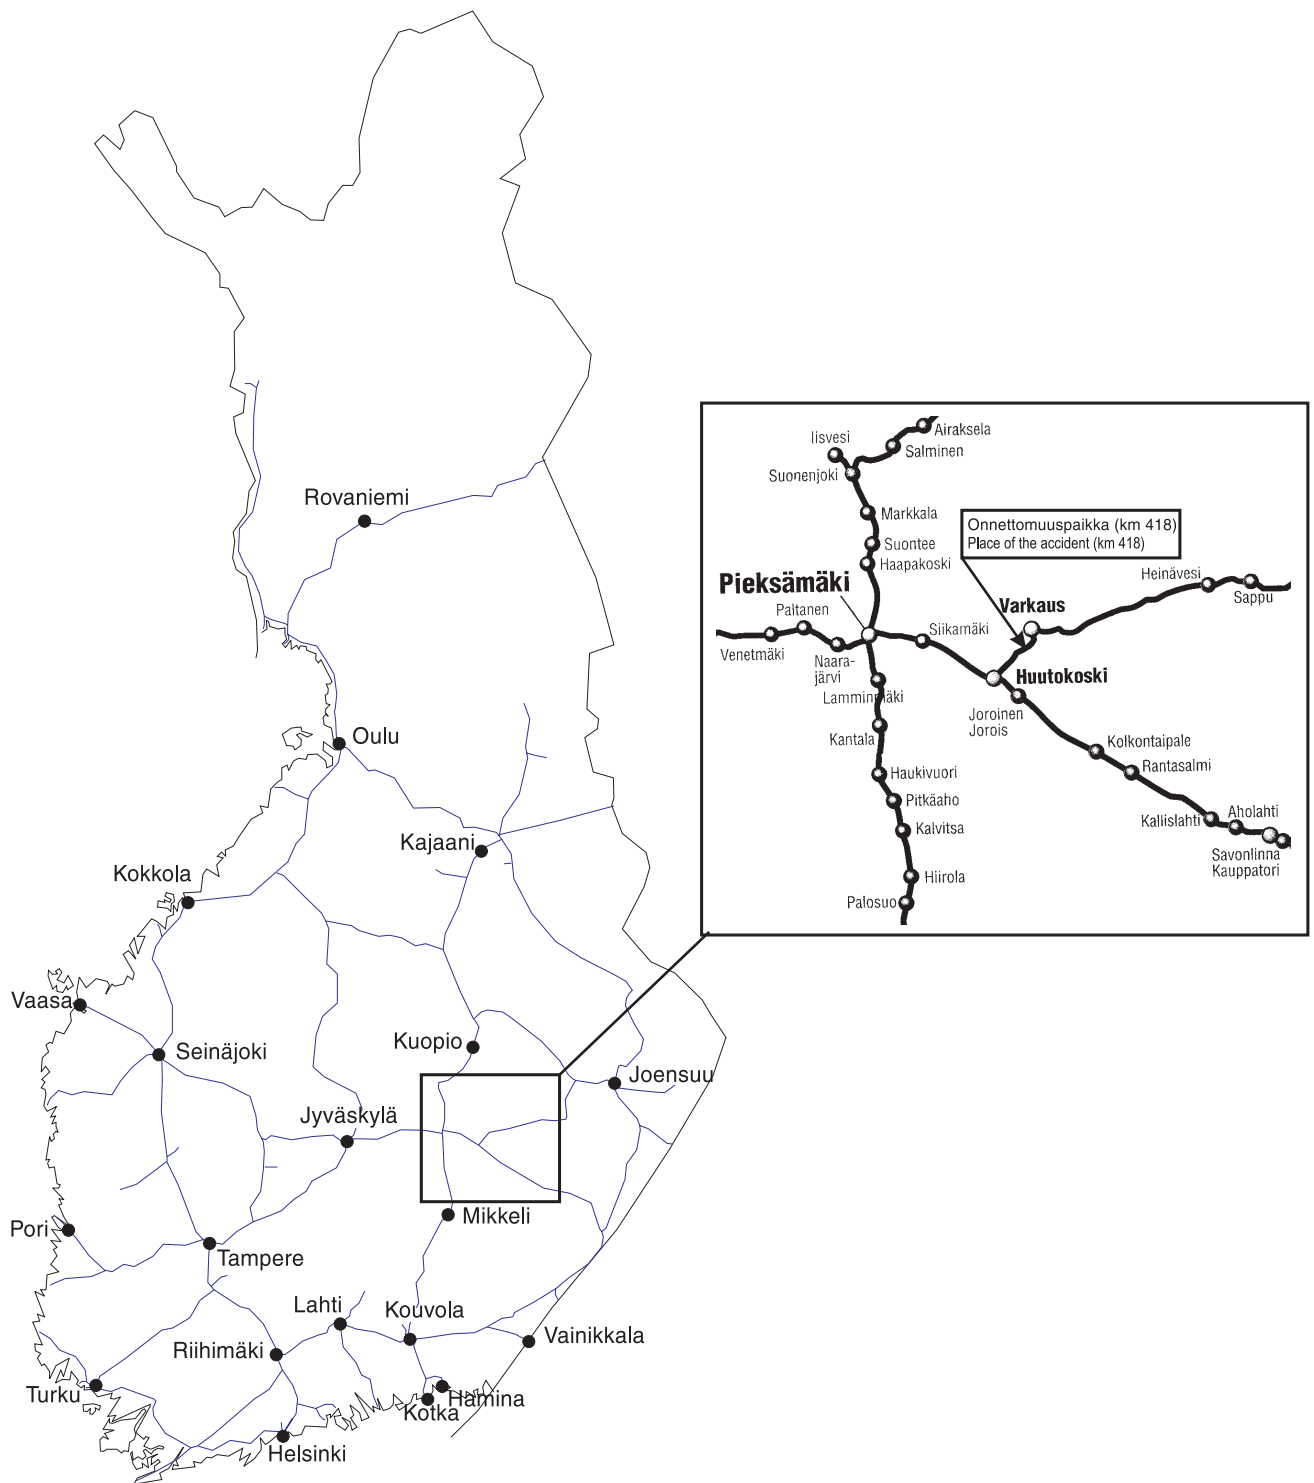 Rovaniemi
Oulu
Kajaani
Kokkola
Vaasa
Seinäjoki
Kuopio
Joensuu
Jyväskylä
Mikkeli
Pori
Tampere
Lahti
Kouvola
Riihimäki
Vainikkala
Turku
Hamina
Kotka
Helsinki
Airaksela
Iisvesi
Salminen
Suonenjoki
Markkala
Onnettomuuspaikka (km 418)
Place of the accident (km 418)
Suontee
Haapakoski
Pieksämäki
Heinävesi
Sappu
Paltanen
Varkaus
Siikamäki
Venetmäki
Naara-
järvi
Huutokoski
Lamminmäki
Joroinen
Jorois
Kantala
Kolkontaipale
Rantasalmi
Haukivuori
Pitkäaho
Kallislahti
Aholahti
Kalvitsa
Savonlinna
Kauppatori
Hiirola
Palosuo